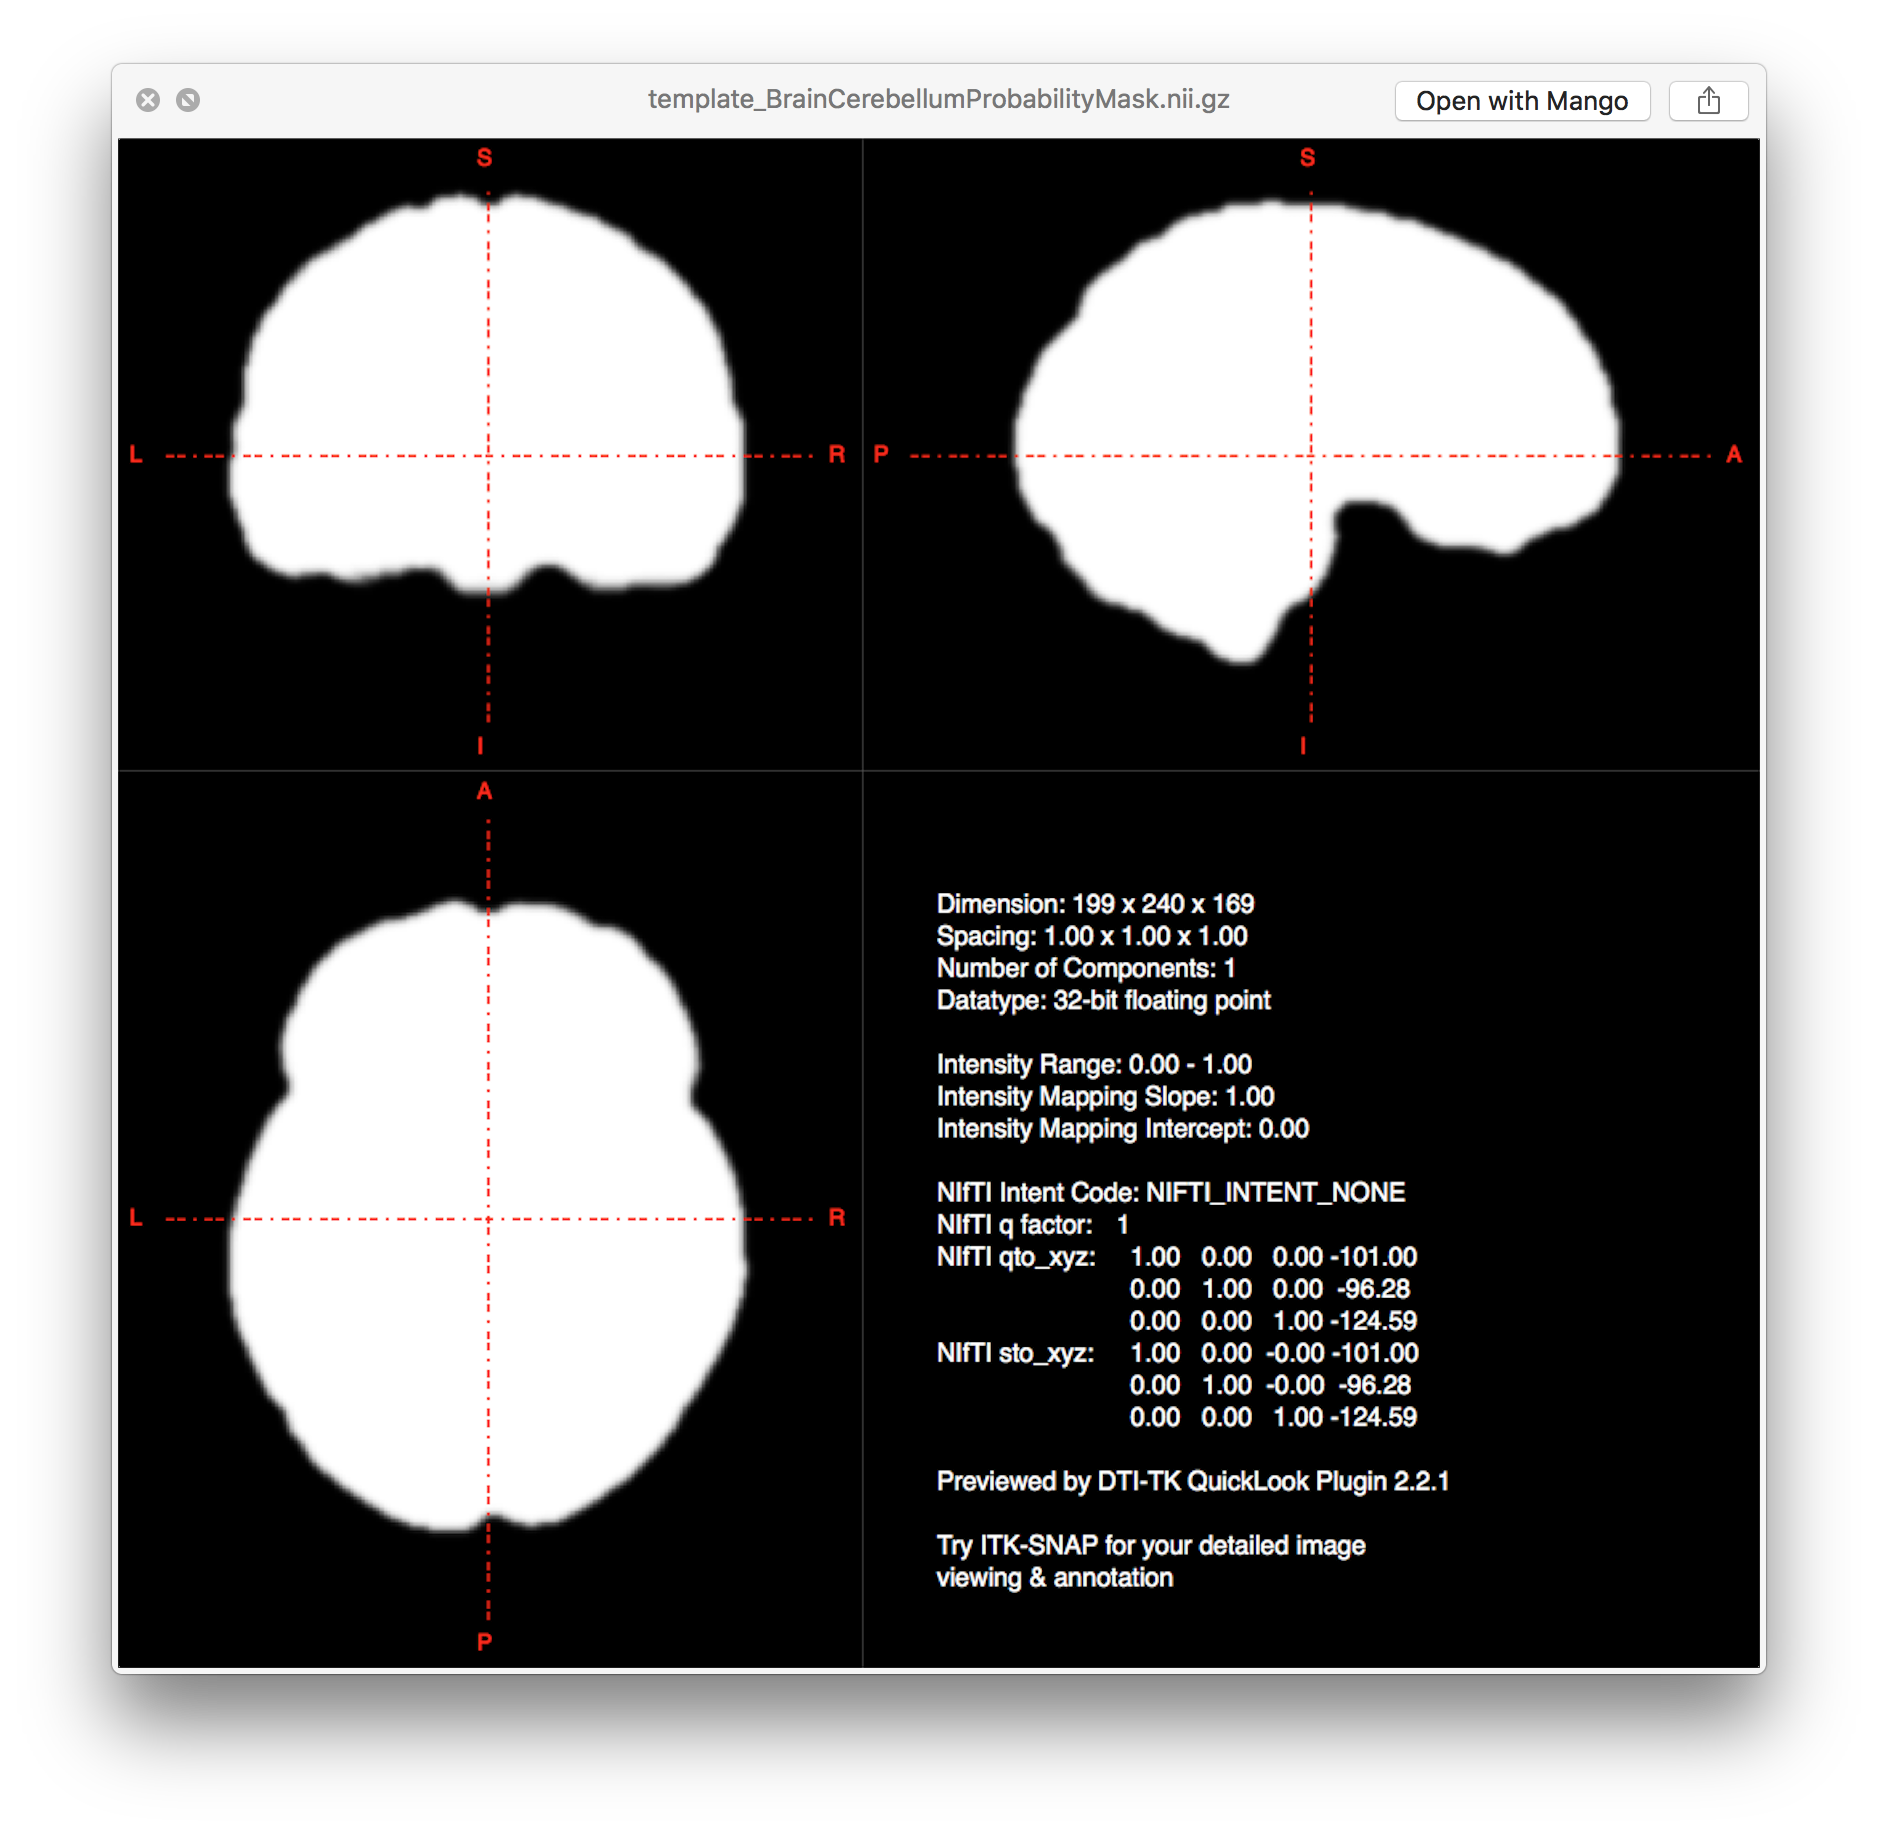 template_BrainCerebellumProbabilityMask.nii.gz
Open with Mango
S
L
R
I
S
P
A
I
A
L
R
P
Dimension: 199 x 240 x 169
Spacing: 1.00 x 1.00 x 1.00
Number of Components: 1
Datatype: 32-bit floating point
Intensity Range: 0.00 - 1.00
Intensity Mapping Slope: 1.00
Intensity Mapping Intercept: 0.00
NIfTI Intent Code: NIFTI_INTENT_NONE
NIfTI q factor: 1
NIfTI qto_xyz: 1.00 0.00 0.00 -101.00
0.00 1.00 0.00 -96.28
0.00 0.00 1.00 -124.59
NIfTI sto_xyz: 1.00 0.00 -0.00 -101.00
0.00 1.00 -0.00 -96.28
0.00 0.00 1.00 -124.59
Previewed by DTI-TK QuickLook Plugin 2.2.1
Try ITK-SNAP for your detailed image
viewing & annotation